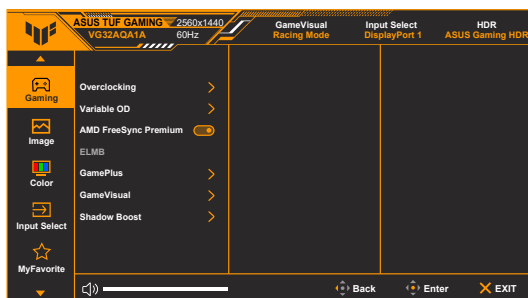 ASUS TUF GAMING 2560x1440 GameVisual Input Select HDR
VG32AQA1A 60Hz Racing Mode DisplayPort 1 ASUS Gaming HDR
Gaming
Image
Color
Input Select
MyFavorite
Overclocking
Variable OD
AMD FreeSync Premium
ELMB
GamePlus
GameVisual
Shadow Boost
Back Enter EXIT